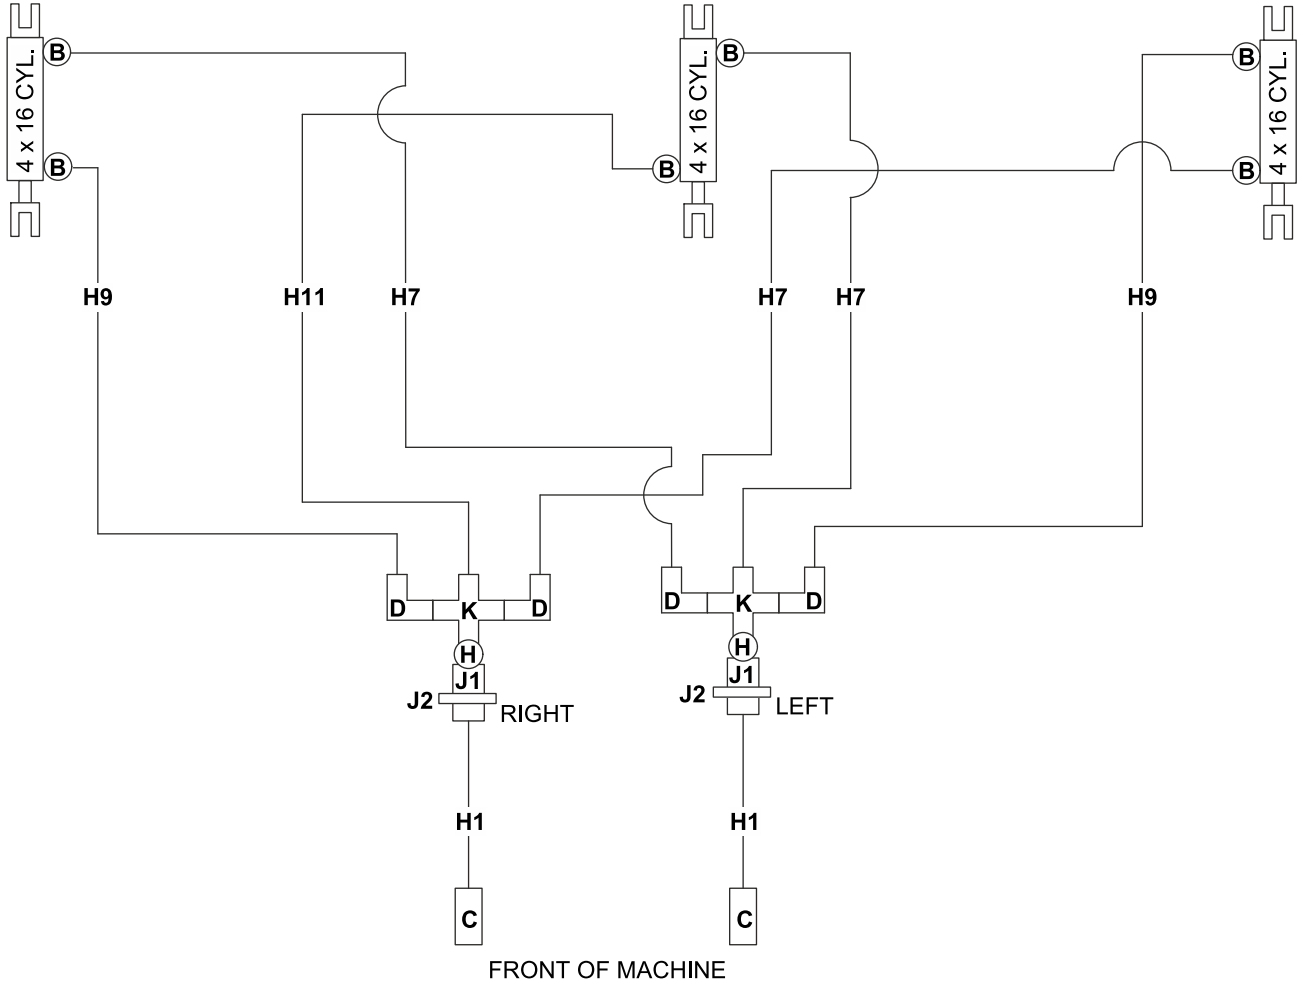 4 x 16 CYL.
B
B
4 x 16 CYL.
B
B
4 x 16 CYL.
B
B
H9
H11
H7
H7
H7
H9
D
K
D
H
J1
J2
RIGHT
D
K
D
H
J1
J2
LEFT
H1
H1
C
C
FRONT OF MACHINE